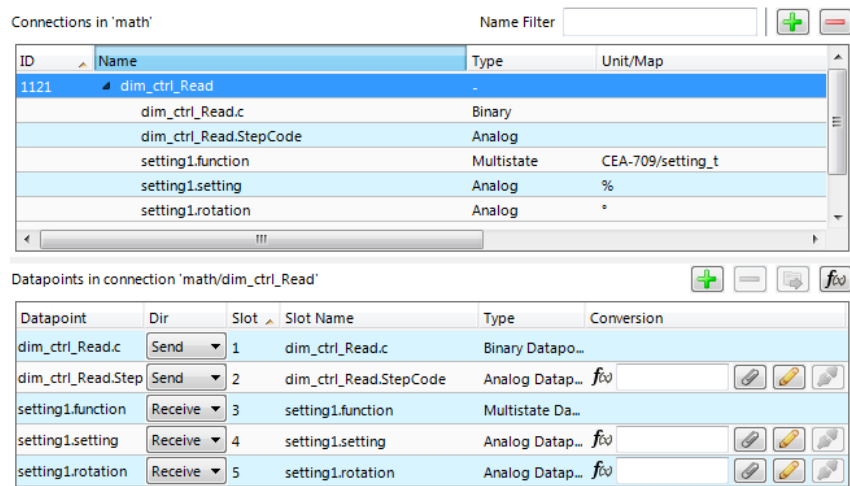 Connections in 'math' Name Filter
ID Name Type Unit/Map
1121 dim_ctrl_Read -
dim_ctrl_Read.c Binary
dim_ctrl_Read.StepCode Analog
setting1.function Multistate CEA-709/setting_t
setting1.setting Analog %
setting1.rotation Analog °
Datapoints in connection 'math/dim_ctrl_Read' f(x)
Datapoint Dir Slot Slot Name Type Conversion
dim_ctrl_Read.c Send 1 dim_ctrl_Read.c Binary Datapo...
dim_ctrl_Read.Step Send 2 dim_ctrl_Read.StepCode Analog Datap... f(x)
setting1.function Receive 3 setting1.function Multistate Da...
setting1.setting Receive 4 setting1.setting Analog Datap... f(x)
setting1.rotation Receive 5 setting1.rotation Analog Datap... f(x)